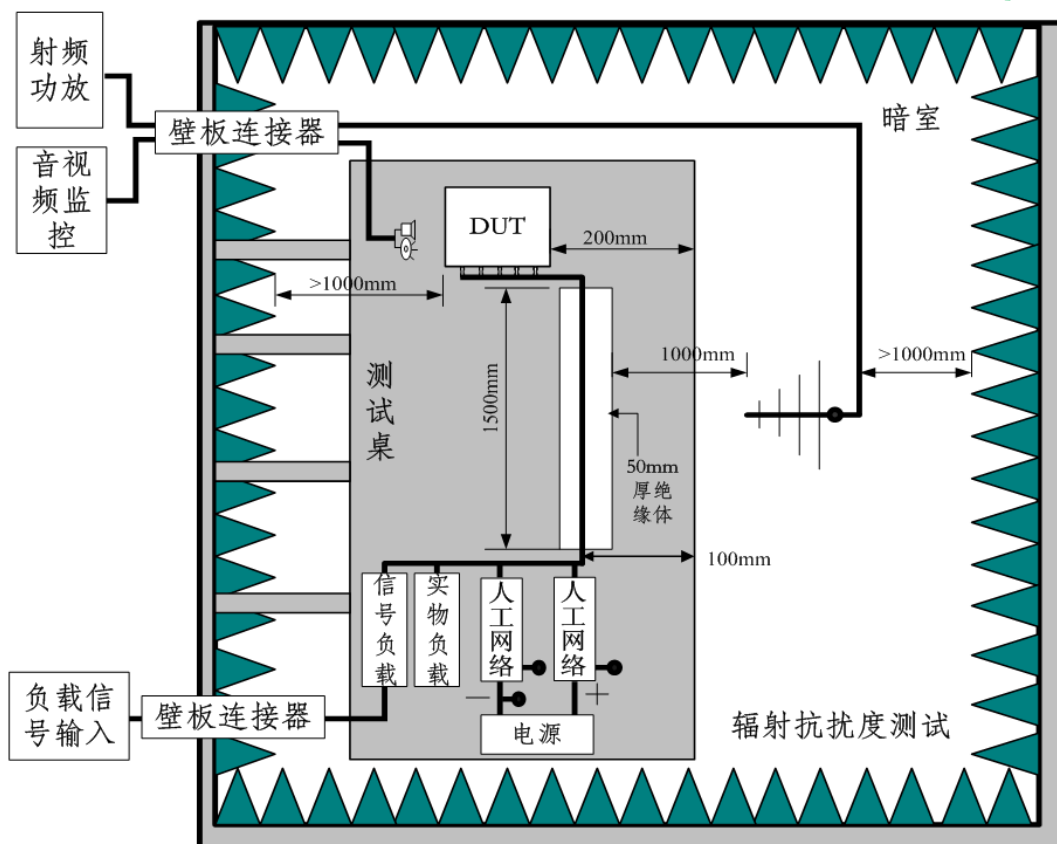 射频
功放
壁板连接器
音视
频监
控
暗室
DUT
200mm
>1000mm
测
试
桌
1500mm
1000mm
>1000mm
50mm
厚绝
缘体
100mm
信
号
负
载
实
物
负
载
人
工
网
络
人
工
网
络
−
+
电源
负载信
号输入
壁板连接器
辐射抗扰度测试